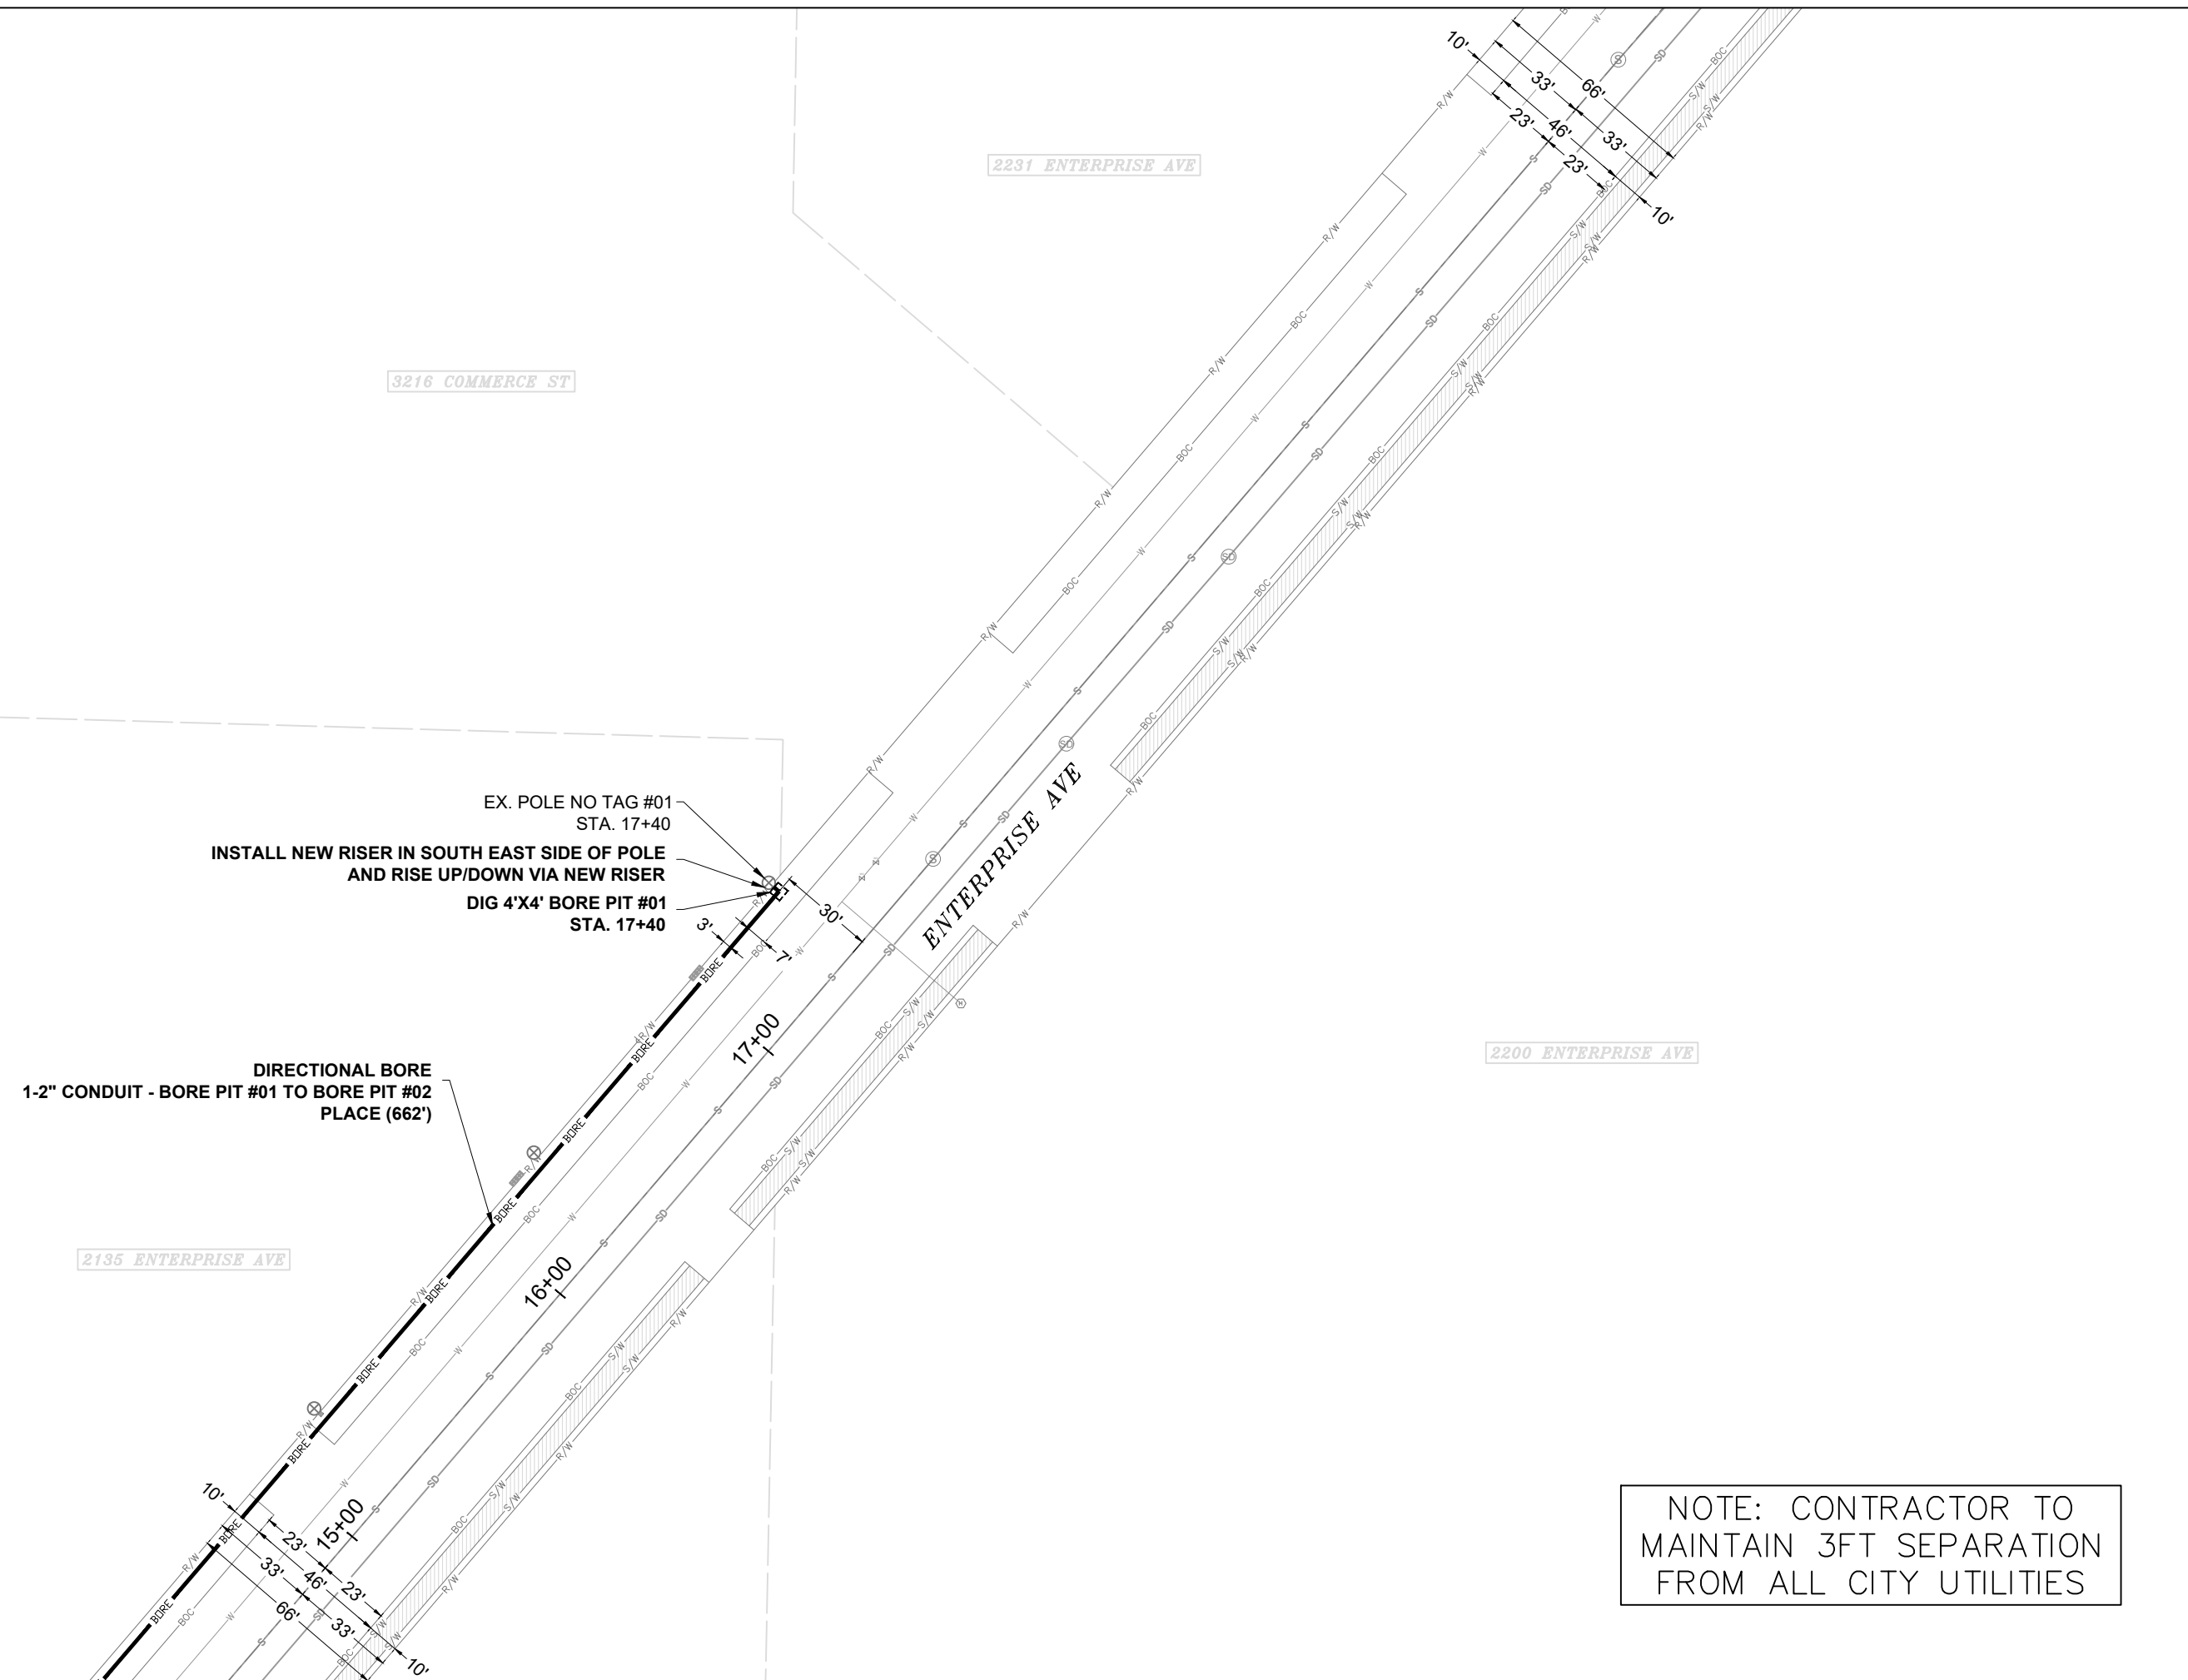 10'
33'
66'
23'
46'
33'
23'
10'
2231 ENTERPRISE AVE
3216 COMMERCE ST
EX. POLE NO TAG #01
STA. 17+40
INSTALL NEW RISER IN SOUTH EAST SIDE OF POLE
AND RISE UP/DOWN VIA NEW RISER
DIG 4'X4' BORE PIT #01
STA. 17+40
3'
7'
30'
ENTERPRISE AVE
17+00
2200 ENTERPRISE AVE
DIRECTIONAL BORE
1-2" CONDUIT - BORE PIT #01 TO BORE PIT #02
PLACE (662')
2135 ENTERPRISE AVE
16+00
15+00
10'
23'
33'
46'
23'
66'
33'
10'
R/W
BOC
W
S
SD
S/W
BORE
NOTE: CONTRACTOR TO
MAINTAIN 3FT SEPARATION
FROM ALL CITY UTILITIES